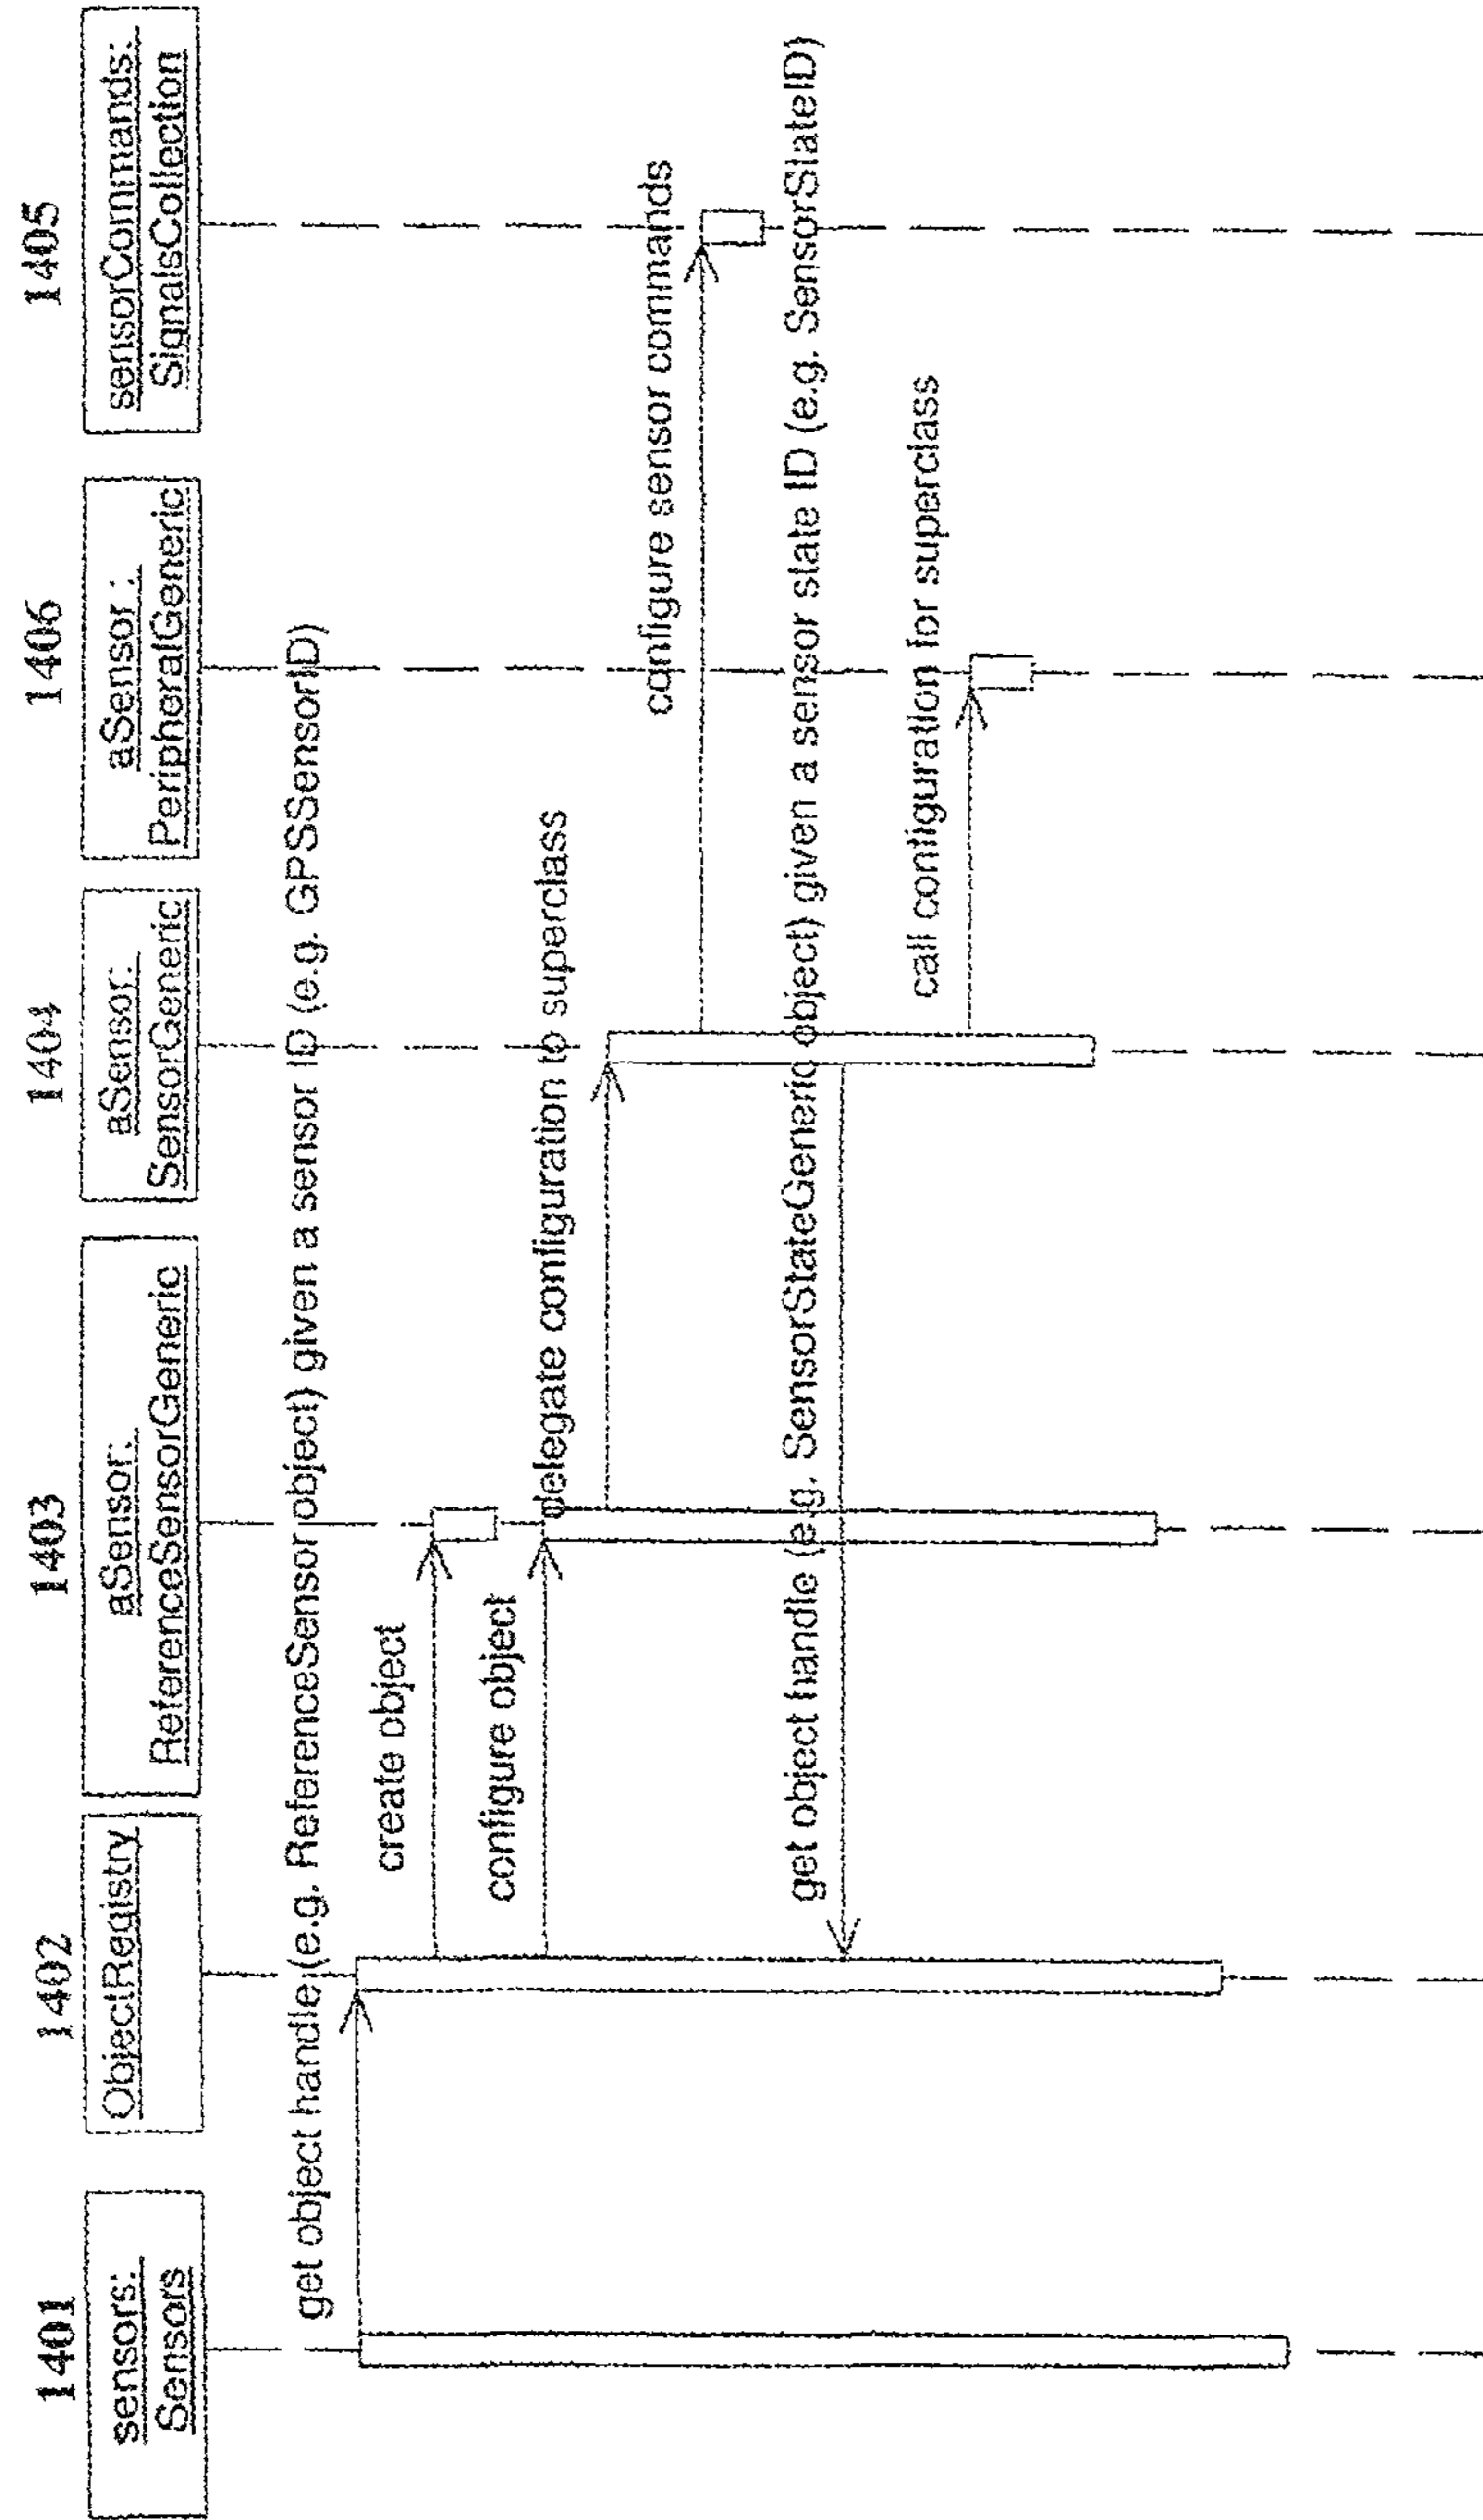 1401
sensors:
Sensors
1402
ObjectRegistry
1403
aSensor:
ReferenceSensorGeneric
1404
aSensor:
SensorGeneric
1406
aSensor :
PeripheralGeneric
1405
sensorCommands:
SignalsCollection
get object handle (e.g. ReferenceSensor object) given a sensor ID (e.g. GPSSensorID)
create object
configure object
delegate configuration to superclass
configure sensor commands
get object handle (e.g. SensorStateGeneric object) given a sensor state ID (e.g. SensorStateID)
call configuration for superclass